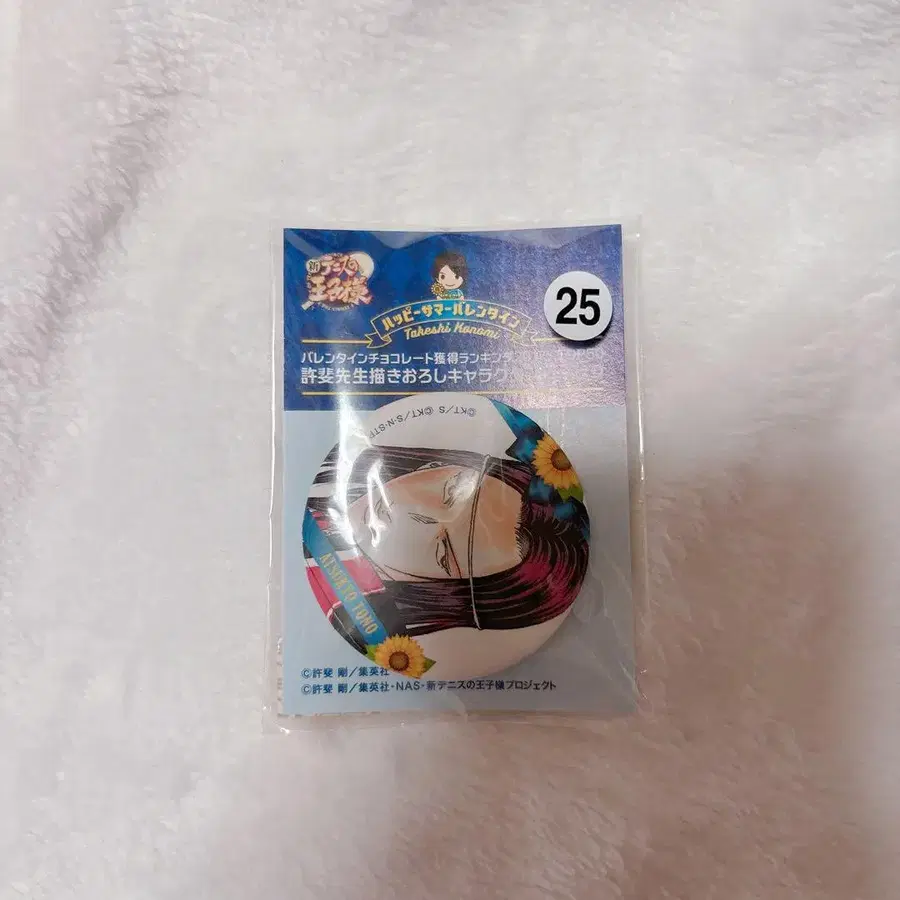 新テニスの
王子様
ハッピーサマーバレンタイン
Takeshi Konomi
25
バレンタインチョコレート獲得ランキング
許斐先生描きおろしキャラク
©KT/S ©KT/S・N・STP
ATSUKYO TONO
©許斐 剛/集英社
©許斐 剛/集英社・NAS・新テニスの王子様プロジェクト